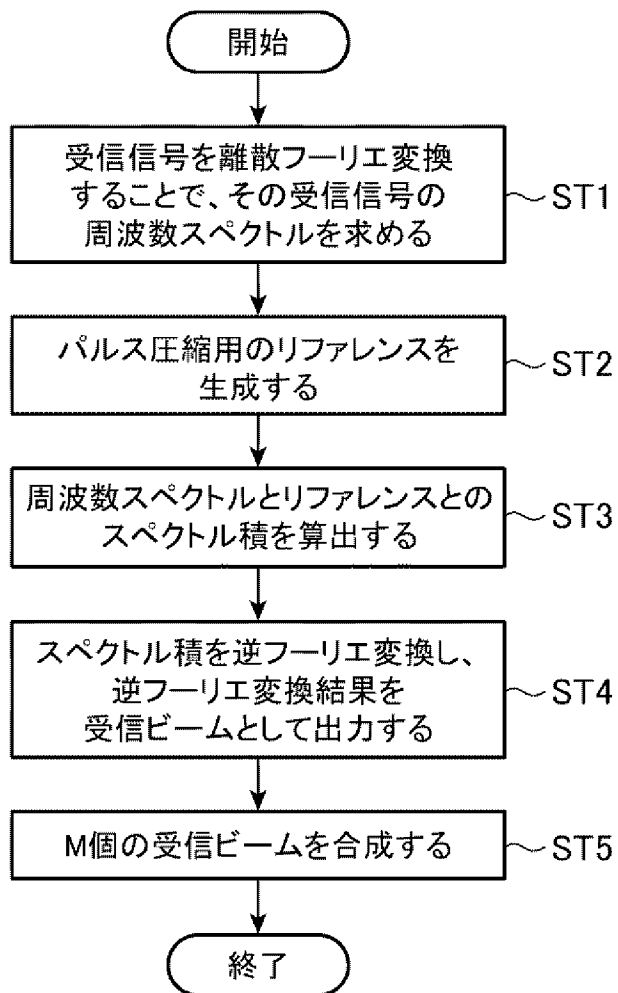 開始
受信信号を離散フーリエ変換
することで、その受信信号の
周波数スペクトルを求める
ST1
パルス圧縮用のリファレンスを
生成する
ST2
周波数スペクトルとリファレンスとの
スペクトル積を算出する
ST3
スペクトル積を逆フーリエ変換し、
逆フーリエ変換結果を
受信ビームとして出力する
ST4
M個の受信ビームを合成する
ST5
終了